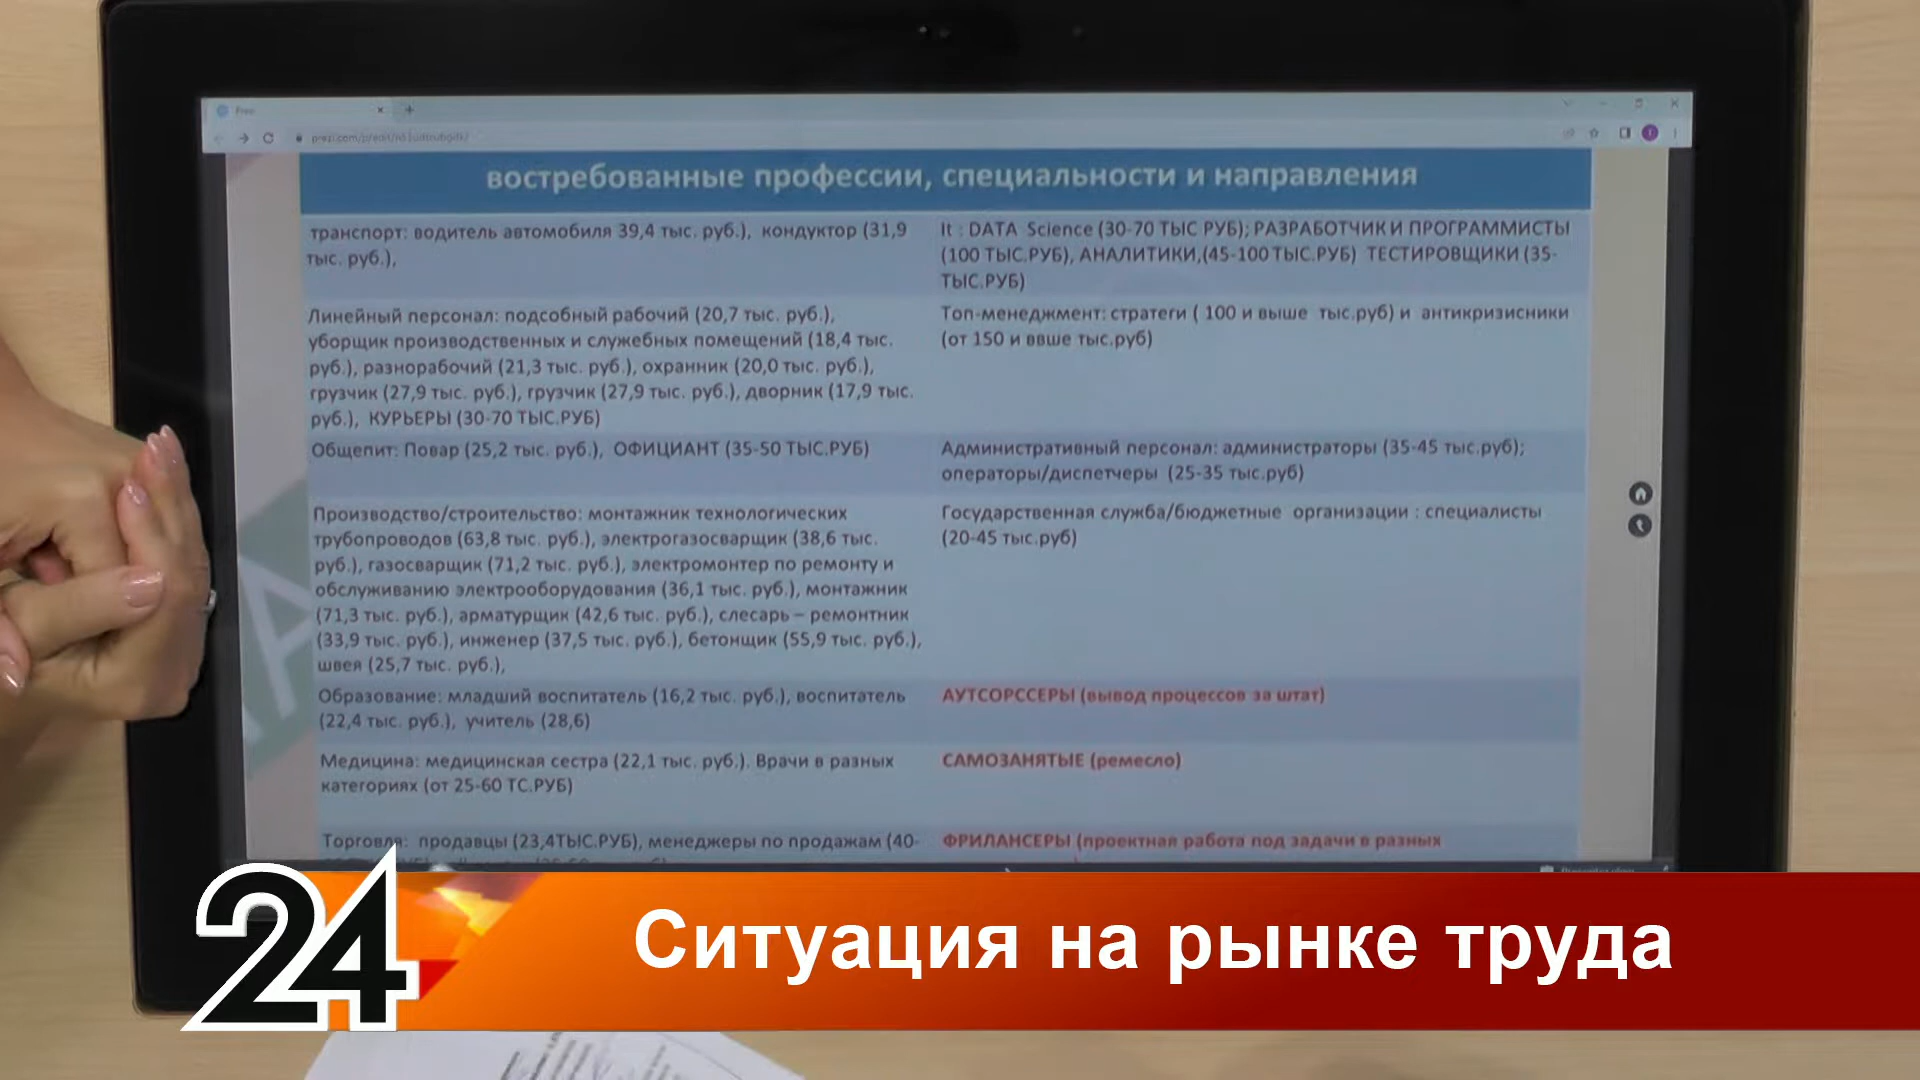 Prezi
востребованные профессии, специальности и направления
транспорт: водитель автомобиля 39,4 тыс. руб.), кондуктор (31,9
тыс. руб.),
It : DATA Science (30-70 ТЫС РУБ); РАЗРАБОТЧИК И ПРОГРАММИСТЫ
(100 ТЫС.РУБ), АНАЛИТИКИ,(45-100 ТЫС.РУБ) ТЕСТИРОВЩИКИ (35-
ТЫС.РУБ)
Линейный персонал: подсобный рабочий (20,7 тыс. руб.),
уборщик производственных и служебных помещений (18,4 тыс.
руб.), разнорабочий (21,3 тыс. руб.), охранник (20,0 тыс. руб.),
грузчик (27,9 тыс. руб.), грузчик (27,9 тыс. руб.), дворник (17,9 тыс.
руб.), КУРЬЕРЫ (30-70 ТЫС.РУБ)
Топ-менеджмент: стратеги ( 100 и выше тыс.руб) и антикризисники
(от 150 и ввше тыс.руб)
Общепит: Повар (25,2 тыс. руб.), ОФИЦИАНТ (35-50 ТЫС.РУБ)
Административный персонал: администраторы (35-45 тыс.руб);
операторы/диспетчеры (25-35 тыс.руб)
Производство/строительство: монтажник технологических
трубопроводов (63,8 тыс. руб.), электрогазосварщик (38,6 тыс.
руб.), газосварщик (71,2 тыс. руб.), электромонтер по ремонту и
обслуживанию электрооборудования (36,1 тыс. руб.), монтажник
(71,3 тыс. руб.), арматурщик (42,6 тыс. руб.), слесарь – ремонтник
(33,9 тыс. руб.), инженер (37,5 тыс. руб.), бетонщик (55,9 тыс. руб.),
швея (25,7 тыс. руб.),
Государственная служба/бюджетные организации : специалисты
(20-45 тыс.руб)
Образование: младший воспитатель (16,2 тыс. руб.), воспитатель
(22,4 тыс. руб.), учитель (28,6)
АУТСОРССЕРЫ (вывод процессов за штат)
Медицина: медицинская сестра (22,1 тыс. руб.). Врачи в разных
категориях (от 25-60 ТС.РУБ)
САМОЗАНЯТЫЕ (ремесло)
Торговля: продавцы (23,4ТЫС.РУБ), менеджеры по продажам (40-
ФРИЛАНСЕРЫ (проектная работа под задачи в разных
24
Ситуация на рынке труда